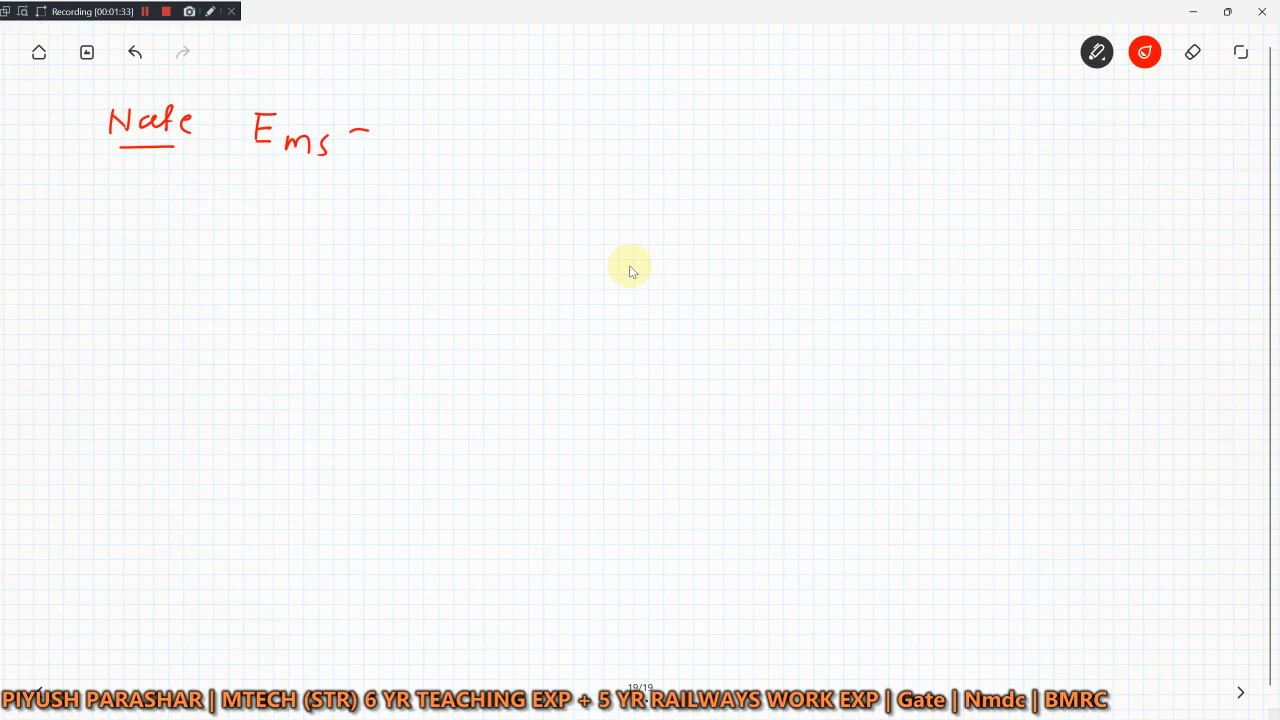 Recording [00:01:33]
Note E ms -
19/19
PIYUSH PARASHAR | MTECH (STR) 6 YR TEACHING EXP + 5 YR RAILWAYS WORK EXP | Gate | Nmdc | BMRC